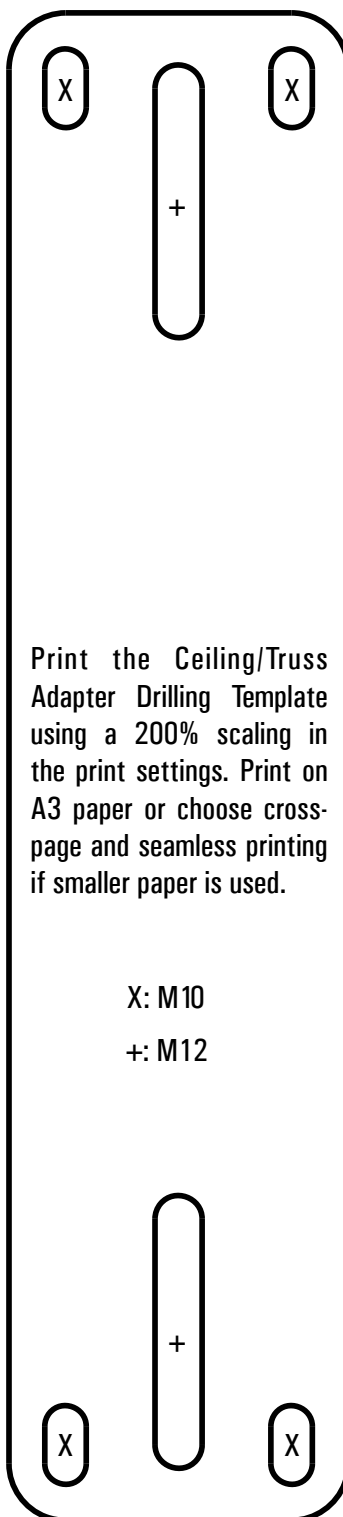 X X
+
Print the Ceiling/Truss
Adapter Drilling Template
using a 200% scaling in
the print settings. Print on
A3 paper or choose cross-
page and seamless printing
if smaller paper is used.
X: M10
+: M12
+
X X